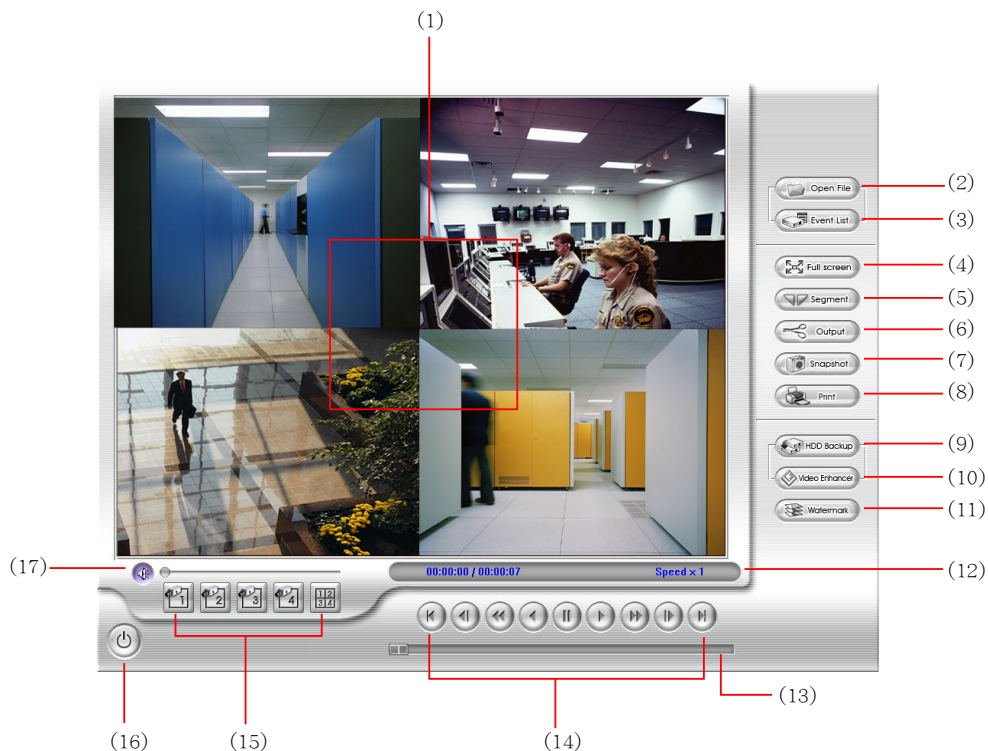 (1)
Open File (2)
Event List (3)
Full screen (4)
Segment (5)
Output (6)
Snapshot (7)
Print (8)
HDD Backup (9)
Video Enhancer (10)
Watermark (11)
(17)
00:00:00 / 00:00:07 Speed × 1 (12)
1 2 3 4 1 2
3 4
(13)
(16) (15) (14)